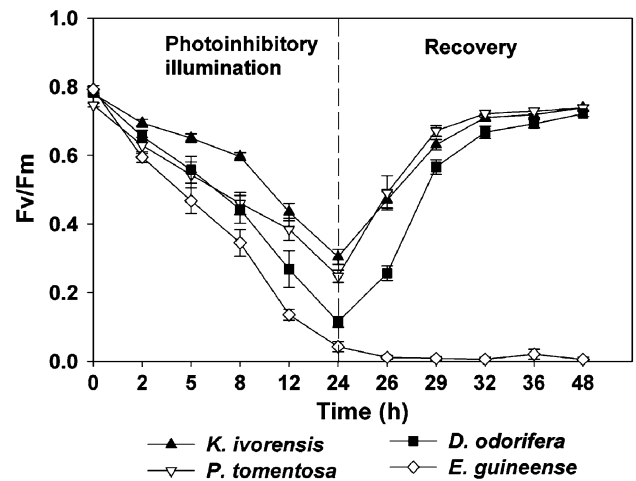 1.0
0.8
0.6
0.4
0.2
0.0
Fv/Fm
Photoinhibitory
illumination
Recovery
0 2 5 8 12 24 26 29 32 36 48
Time (h)
K. ivorensis
D. odorifera
P. tomentosa
E. guineense